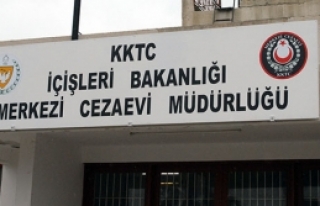 KKTC
İÇİŞLERİ BAKANLIĞI
MERKEZİ CEZAEVİ MÜDÜRLÜĞÜ